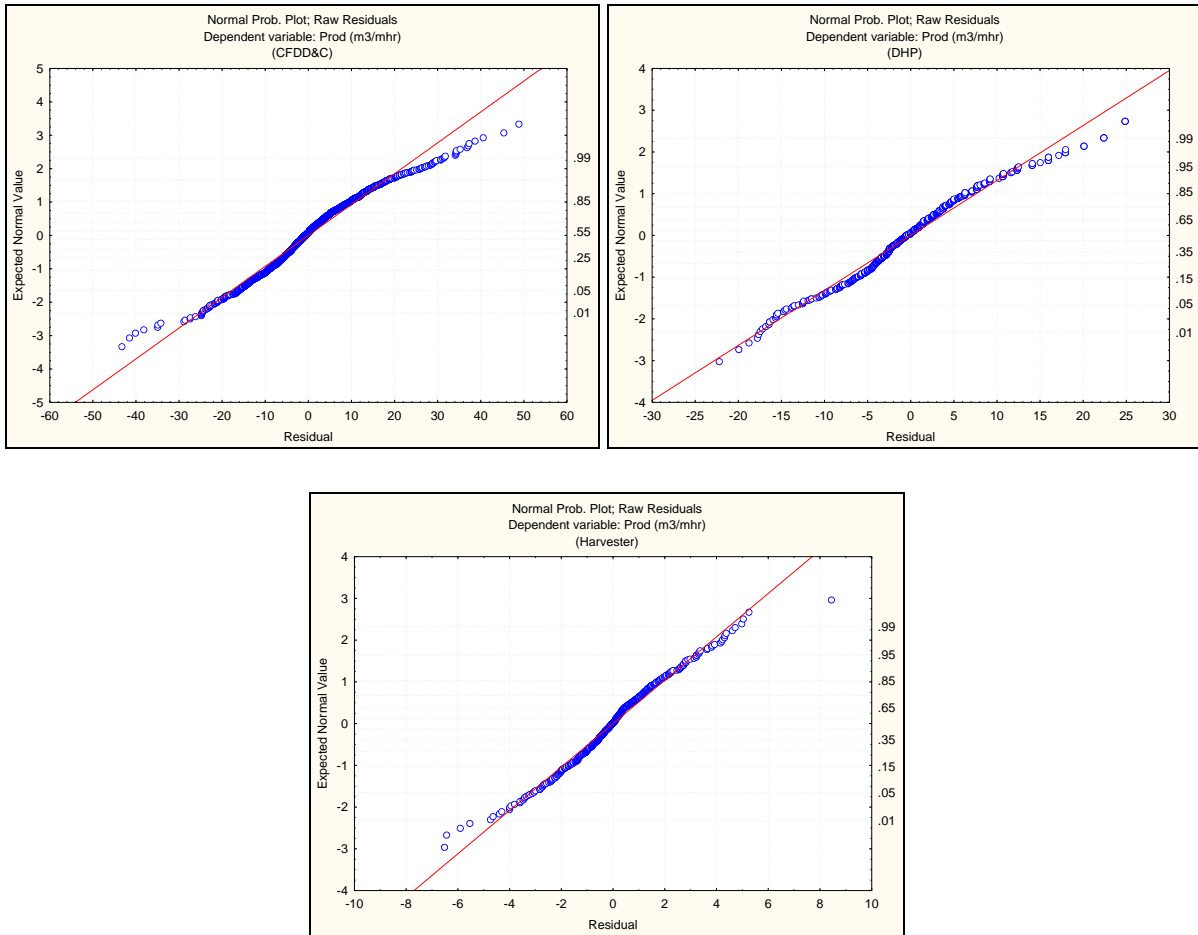 Normal Prob. Plot; Raw Residuals
Dependent variable: Prod (m3/mhr)
(CFDD&C)
Expected Normal Value
5
4
3
2
1
0
-1
-2
-3
-4
-5
.99
.95
.85
.55
.25
.05
.01
-60 -50 -40 -30 -20 -10 0 10 20 30 40 50 60
Residual
Normal Prob. Plot; Raw Residuals
Dependent variable: Prod (m3/mhr)
(DHP)
Expected Normal Value
4
3
2
1
0
-1
-2
-3
-4
.99
.95
.85
.65
.35
.15
.05
.01
-30 -25 -20 -15 -10 -5 0 5 10 15 20 25 30
Residual
Normal Prob. Plot; Raw Residuals
Dependent variable: Prod (m3/mhr)
(Harvester)
Expected Normal Value
4
3
2
1
0
-1
-2
-3
-4
.99
.95
.85
.65
.35
.15
.05
.01
-10 -8 -6 -4 -2 0 2 4 6 8 10
Residual